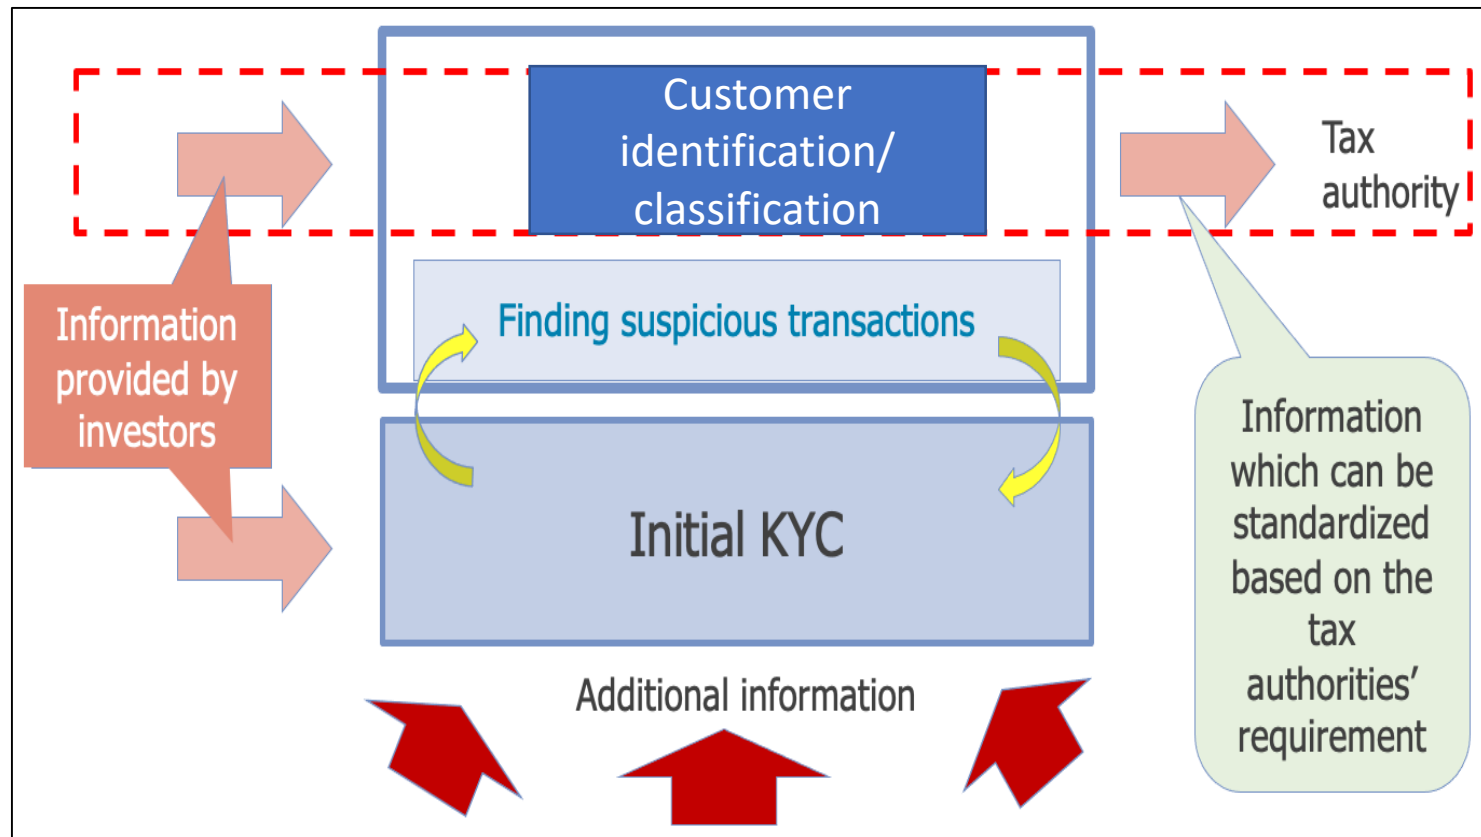 Customer
identification/
classification
Tax
authority
Information
provided by
investors
Finding suspicious transactions
Initial KYC
Information
which can be
standardized
based on the
tax
authorities’
requirement
Additional information